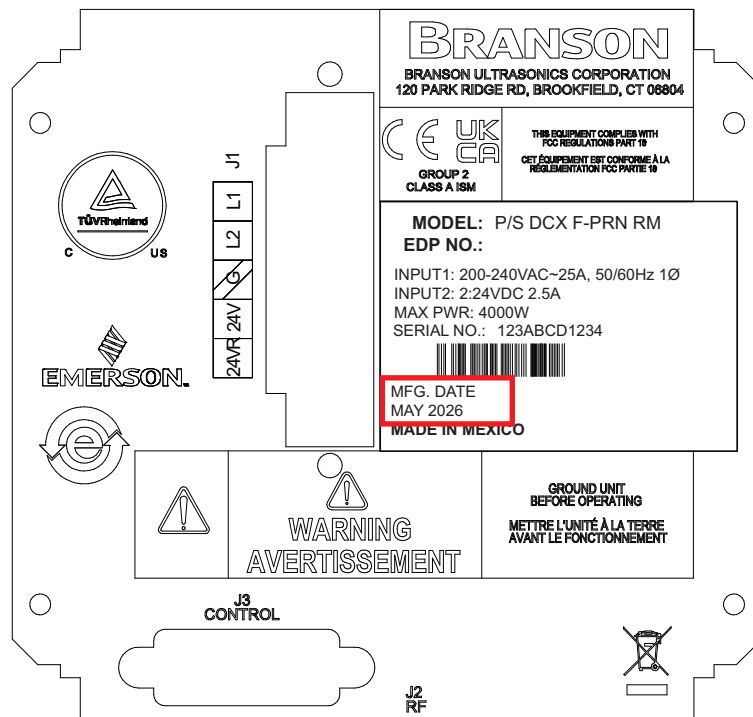 BRANSON
BRANSON ULTRASONICS CORPORATION
120 PARK RIDGE RD, BROOKFIELD, CT 06804
CE UK CA
GROUP 2
CLASS A ISM
THIS EQUIPMENT COMPLIES WITH
FCC REGULATIONS PART 18
CET ÉQUIPEMENT EST CONFORME À LA
RÉGLEMENTATION FCC PARTIE 18
TÜVRheinland
C US
J1
L1
L2
G
24V
24VR
EMERSON.
e
MODEL: P/S DCX F-PRN RM
EDP NO.:
INPUT1: 200-240VAC~25A, 50/60Hz 1Ø
INPUT2: 2:24VDC 2.5A
MAX PWR: 4000W
SERIAL NO.: 123ABCD1234
MFG. DATE
MAY 2026
MADE IN MEXICO
WARNING
AVERTISSEMENT
GROUND UNIT
BEFORE OPERATING
METTRE L'UNITÉ À LA TERRE
AVANT LE FONCTIONNEMENT
J3
CONTROL
J2
RF